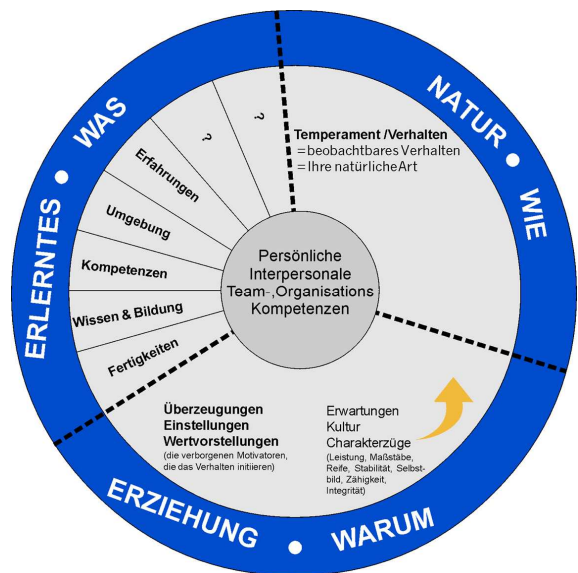 ERLERNTES • WAS
NATUR • WIE
ERZIEHUNG • WARUM
?
?
Erfahrungen
Umgebung
Kompetenzen
Wissen & Bildung
Fertigkeiten
Temperament /Verhalten
=beobachtbares Verhalten
=Ihre natürliche Art
Persönliche
Interpersonale
Team-,Organisations
Kompetenzen
Überzeugungen
Einstellungen
Wertvorstellungen
(die verborgenen Motivatoren,
die das Verhalten initiieren)
Erwartungen
Kultur
Charakterzüge
(Leistung, Maßstäbe,
Reife, Stabilität, Selbst-
bild, Zähigkeit,
Integrität)